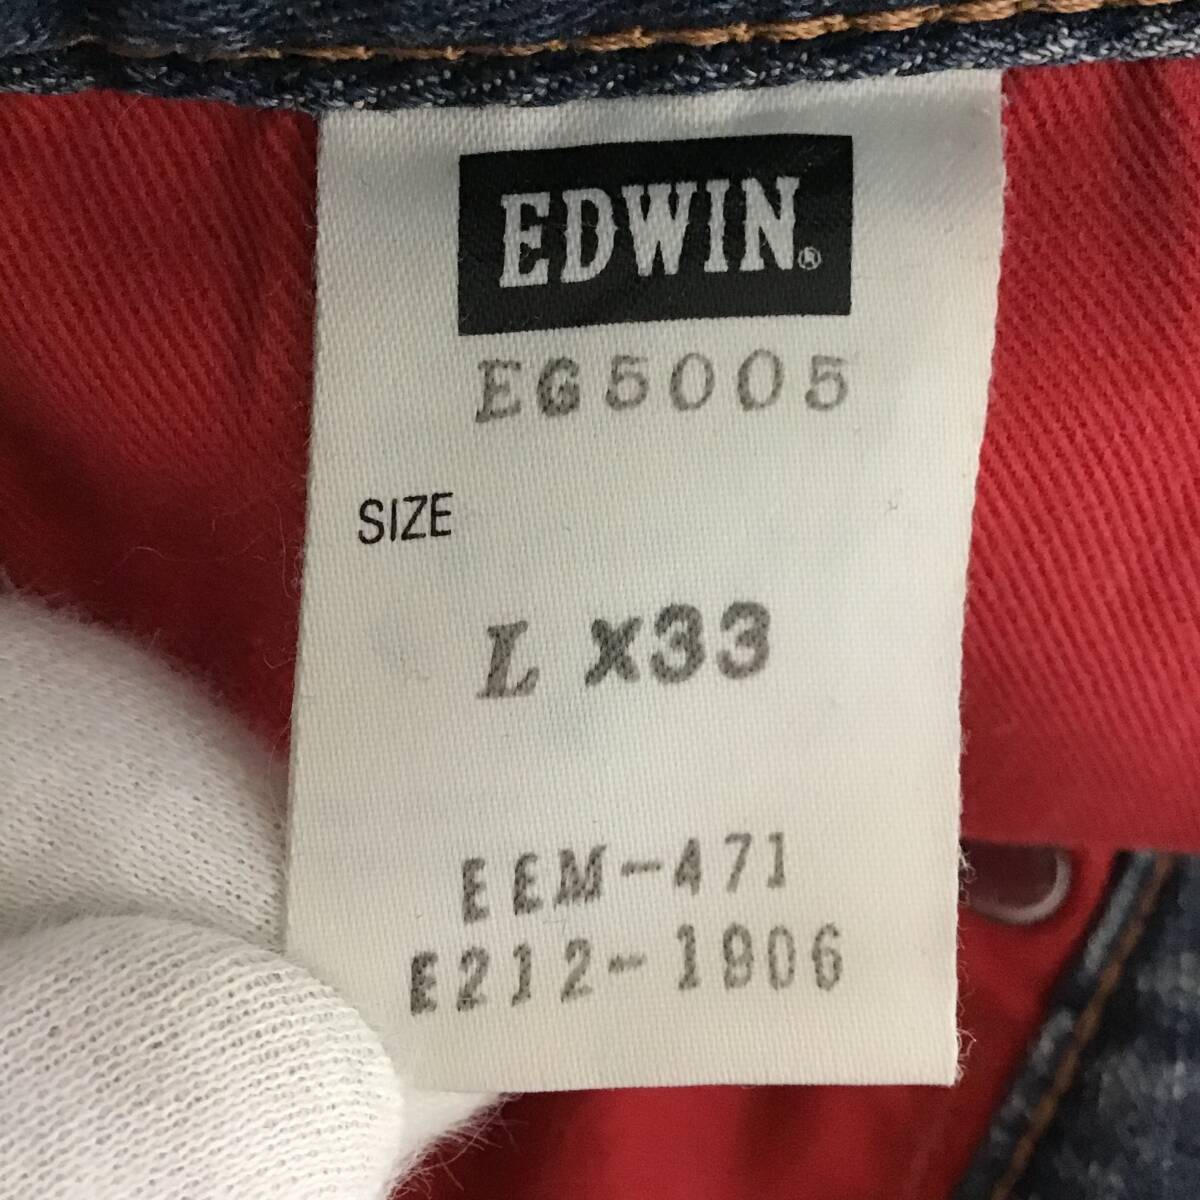 EDWIN®
EG5005
SIZE
L X33
EEM-471
E212-1906